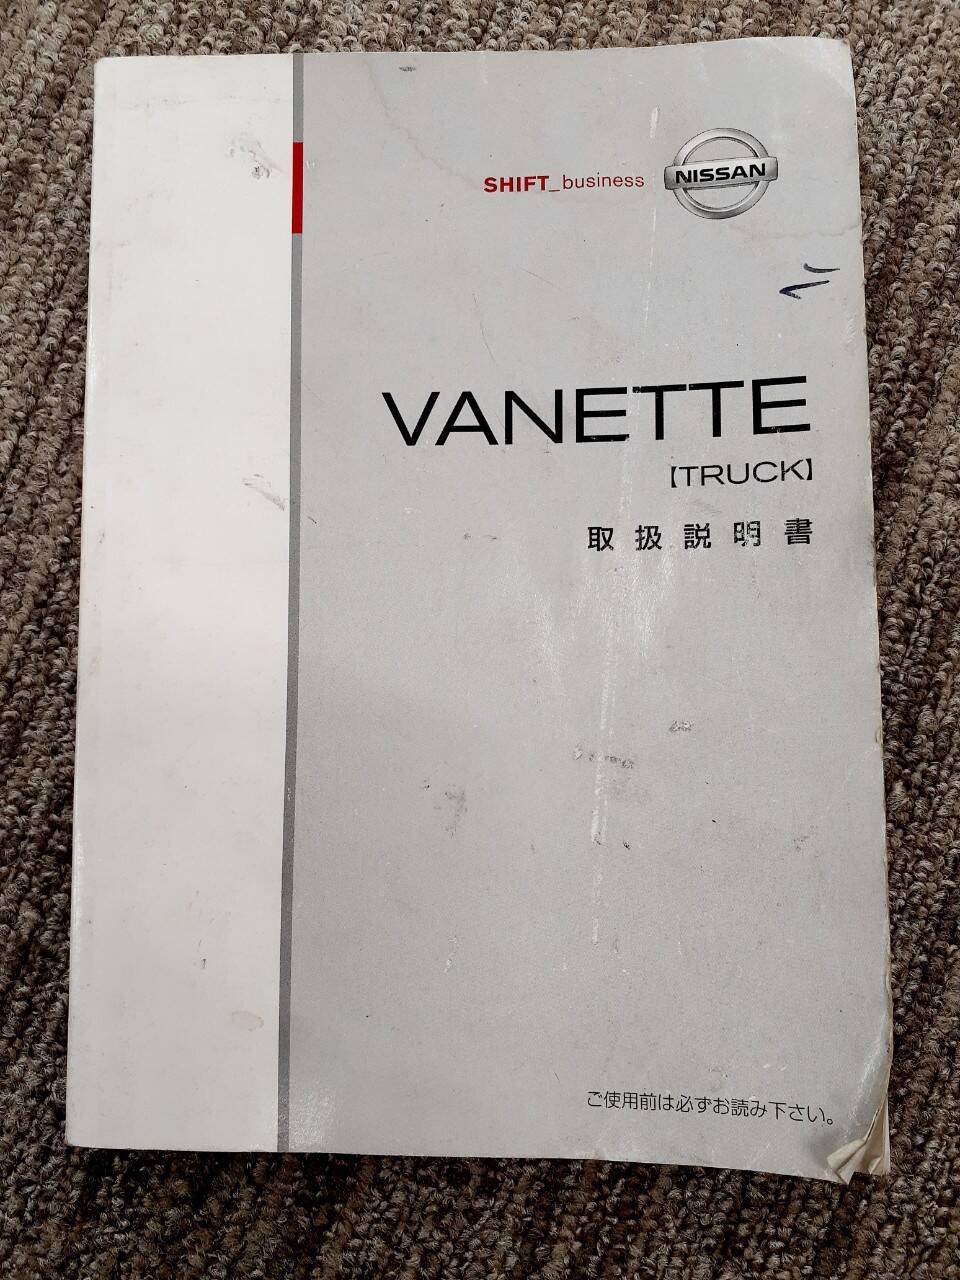 SHIFT_business
NISSAN
VANETTE
【TRUCK】
取扱説明書
ご使用前は必ずお読み下さい。